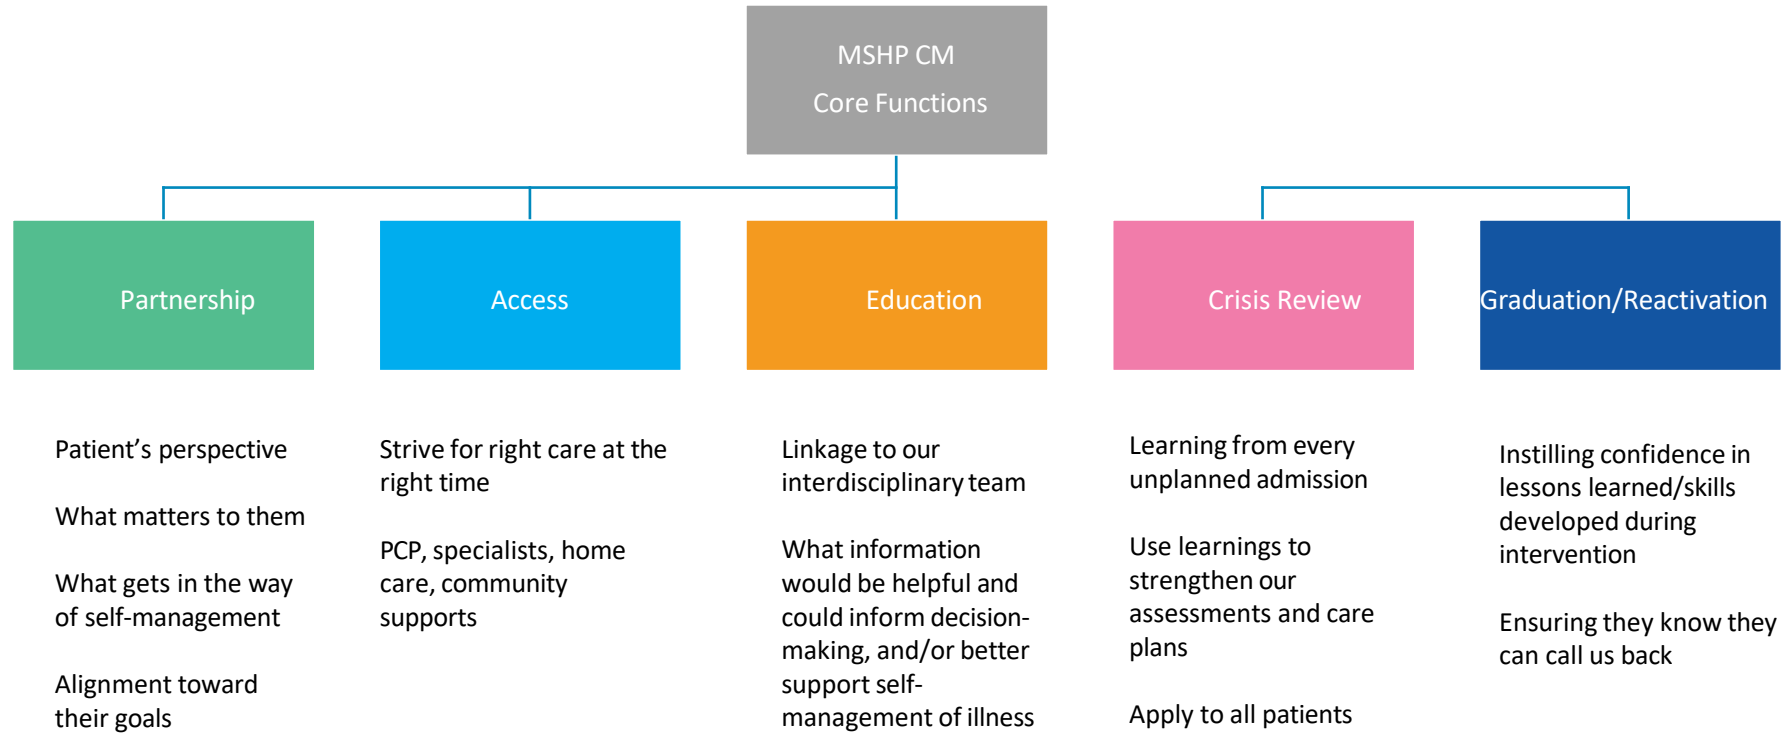 MSHP CM
Core Functions
Partnership
Access
Education
Crisis Review
Graduation/Reactivation
Patient’s perspective
What matters to them
What gets in the way
of self-management
Alignment toward
their goals
Strive for right care at the
right time
PCP, specialists, home
care, community
supports
Linkage to our
interdisciplinary team
What information
would be helpful and
could inform decision-
making, and/or better
support self-
management of illness
Learning from every
unplanned admission
Use learnings to
strengthen our
assessments and care
plans
Apply to all patients
Instilling confidence in
lessons learned/skills
developed during
intervention
Ensuring they know they
can call us back